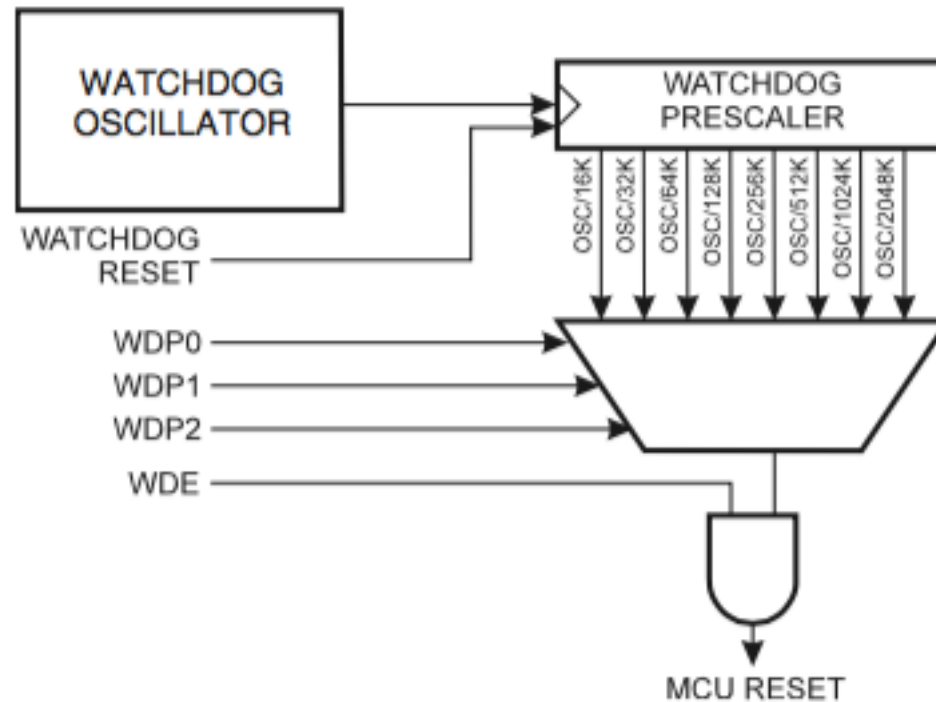 WATCHDOG
OSCILLATOR
WATCHDOG
PRESCALER
OSC/16K
OSC/32K
OSC/64K
OSC/128K
OSC/256K
OSC/512K
OSC/1024K
OSC/2048K
WATCHDOG
RESET
WDP0
WDP1
WDP2
WDE
MCU RESET